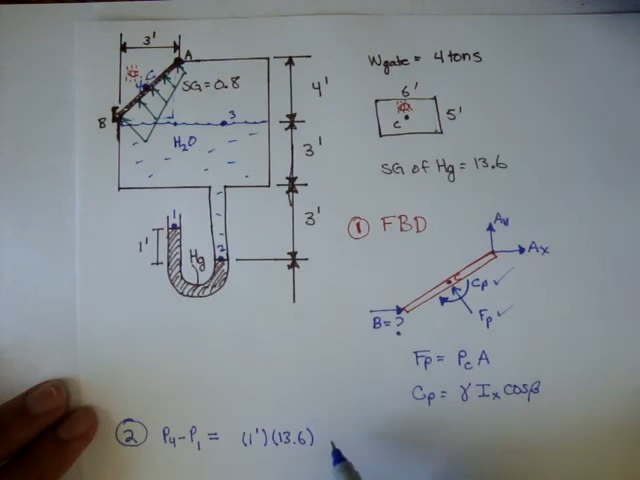 3'
A
C
4
SG=0.8
4'
B
3
H₂O
3'
3'
1
1'
2
Hg
Wgate = 4 tons
6'
5'
C
SG of Hg = 13.6
① FBD
Ay
Ax
C
Cp ✓
Fp ✓
B=?
Fp = Pc A
Cp = γ Ix cosβ
② P4-P1 = (1')(13.6)